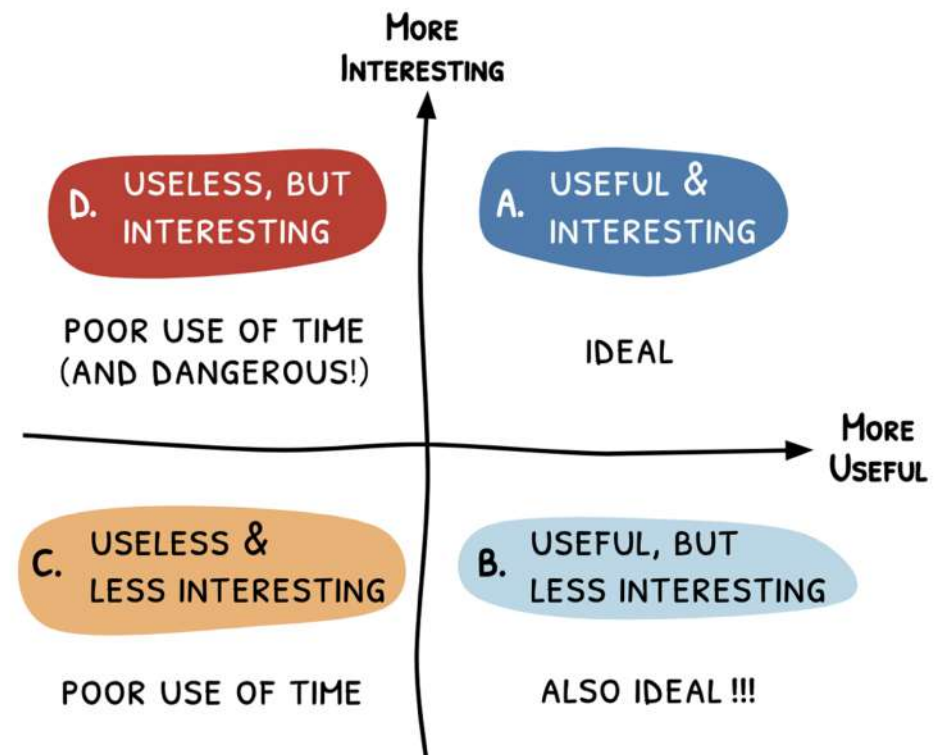 MORE
INTERESTING
D. USELESS, BUT
INTERESTING
POOR USE OF TIME
(AND DANGEROUS!)
A. USEFUL &
INTERESTING
IDEAL
MORE
USEFUL
C. USELESS &
LESS INTERESTING
POOR USE OF TIME
B. USEFUL, BUT
LESS INTERESTING
ALSO IDEAL !!!